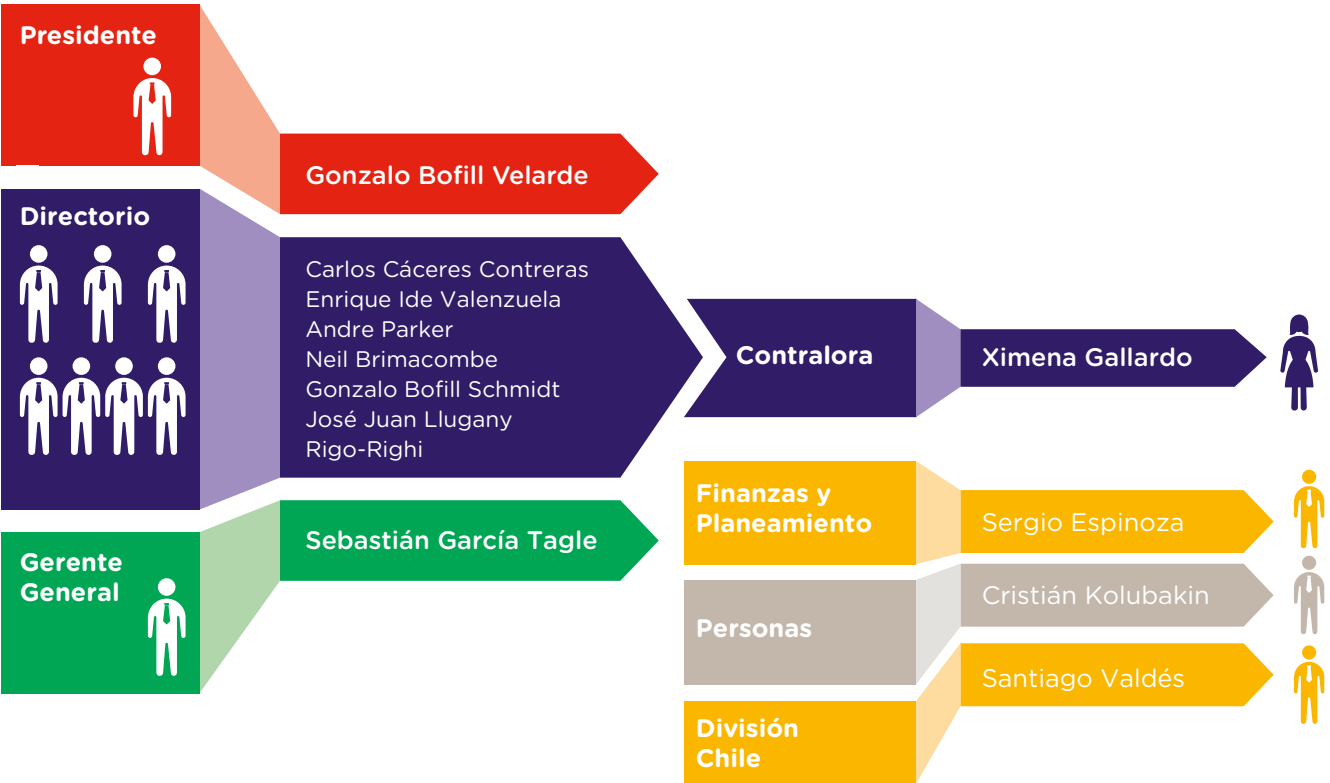 Presidente
Gonzalo Bofill Velarde
Directorio
Carlos Cáceres Contreras
Enrique Ide Valenzuela
Andre Parker
Neil Brimacombe
Gonzalo Bofill Schmidt
José Juan Llugany
Rigo-Righi
Contralora
Ximena Gallardo
Gerente
General
Sebastián García Tagle
Finanzas y
Planeamiento
Sergio Espinoza
Personas
Cristián Kolubakin
División
Chile
Santiago Valdés